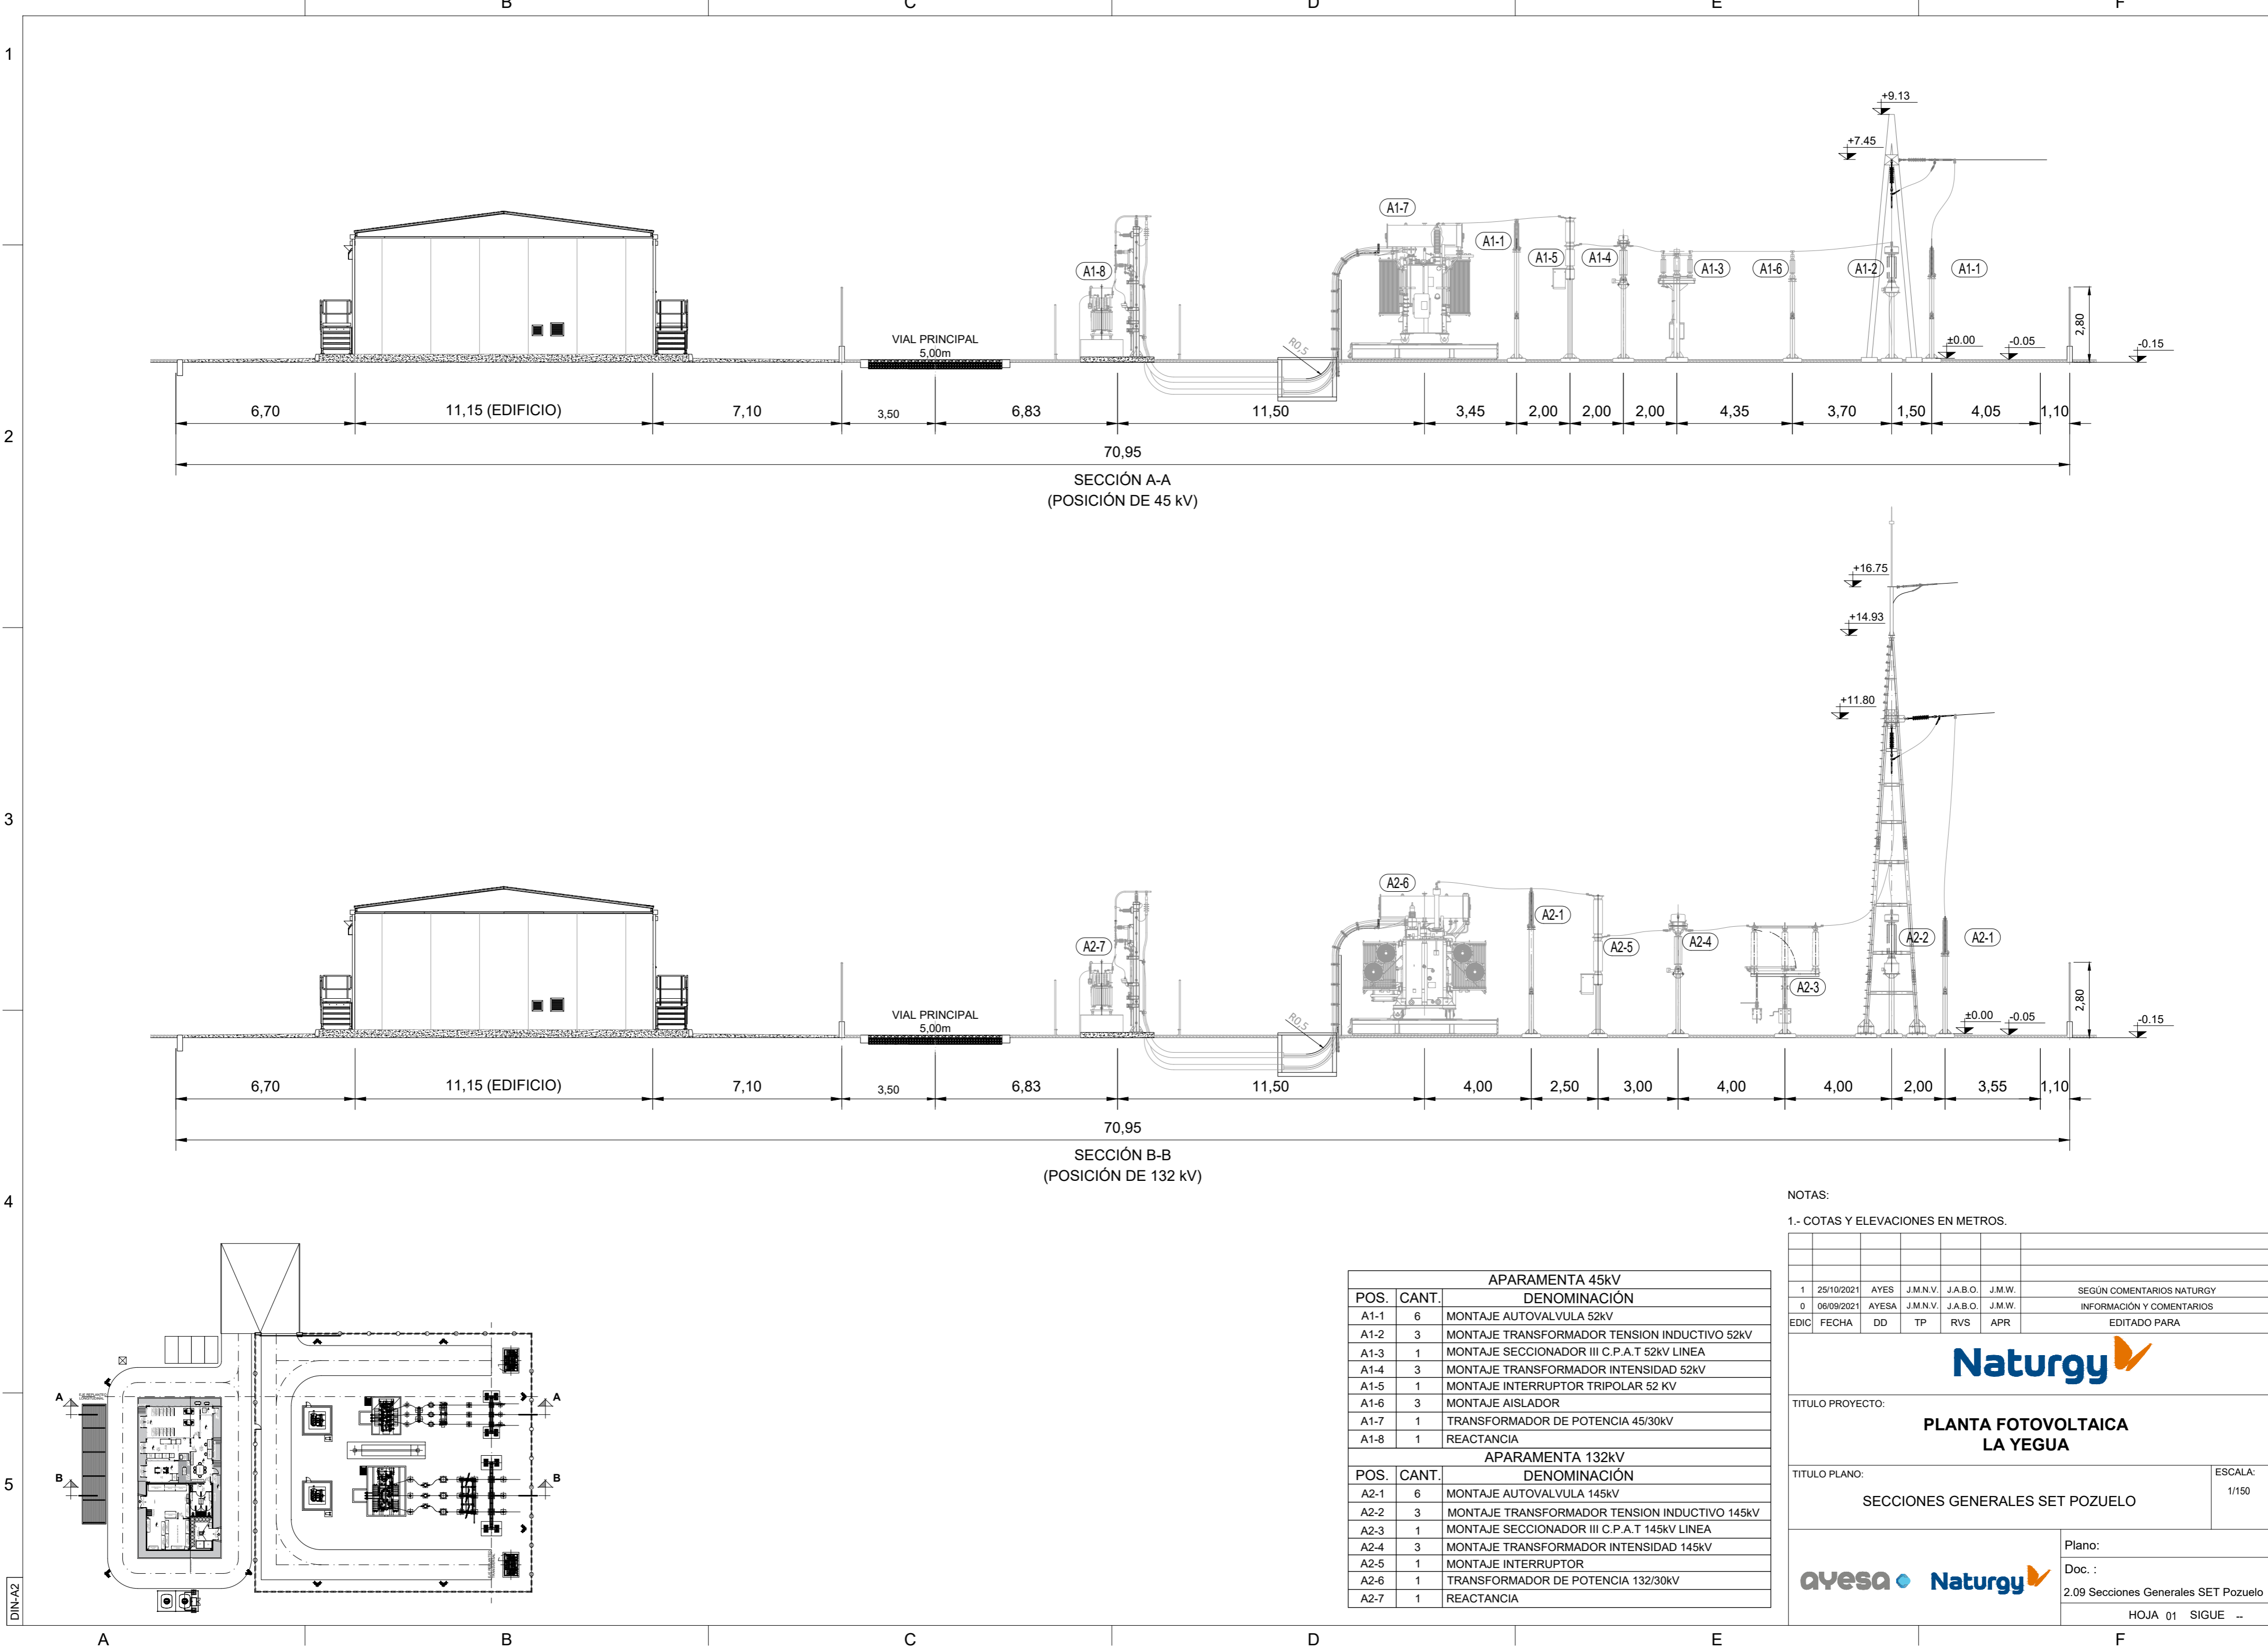 B
C
D
E
F
1
2
3
4
5
+9.13
+7.45
A1-7
A1-1
A1-8
A1-5
A1-4
A1-3
A1-6
A1-2
A1-1
VIAL PRINCIPAL
5,00m
R0.5
2,80
±0.00
-0.05
-0.15
6,70
11,15 (EDIFICIO)
7,10
3,50
6,83
11,50
3,45
2,00
2,00
2,00
4,35
3,70
1,50
4,05
1,10
70,95
SECCIÓN A-A
(POSICIÓN DE 45 kV)
+16.75
+14.93
+11.80
A2-6
A2-1
A2-7
A2-5
A2-4
A2-3
A2-2
A2-1
VIAL PRINCIPAL
5,00m
R0.5
2,80
±0.00
-0.05
-0.15
6,70
11,15 (EDIFICIO)
7,10
3,50
6,83
11,50
4,00
2,50
3,00
4,00
4,00
2,00
3,55
1,10
70,95
SECCIÓN B-B
(POSICIÓN DE 132 kV)
A
A
B
B
APARAMENTA 45kV
POS. CANT. DENOMINACIÓN
A1-1 6 MONTAJE AUTOVALVULA 52kV
A1-2 3 MONTAJE TRANSFORMADOR TENSION INDUCTIVO 52kV
A1-3 1 MONTAJE SECCIONADOR III C.P.A.T 52kV LINEA
A1-4 3 MONTAJE TRANSFORMADOR INTENSIDAD 52kV
A1-5 1 MONTAJE INTERRUPTOR TRIPOLAR 52 KV
A1-6 3 MONTAJE AISLADOR
A1-7 1 TRANSFORMADOR DE POTENCIA 45/30kV
A1-8 1 REACTANCIA
APARAMENTA 132kV
POS. CANT. DENOMINACIÓN
A2-1 6 MONTAJE AUTOVALVULA 145kV
A2-2 3 MONTAJE TRANSFORMADOR TENSION INDUCTIVO 145kV
A2-3 1 MONTAJE SECCIONADOR III C.P.A.T 145kV LINEA
A2-4 3 MONTAJE TRANSFORMADOR INTENSIDAD 145kV
A2-5 1 MONTAJE INTERRUPTOR
A2-6 1 TRANSFORMADOR DE POTENCIA 132/30kV
A2-7 1 REACTANCIA
NOTAS:
1.- COTAS Y ELEVACIONES EN METROS.
1 25/10/2021 AYES J.M.N.V. J.A.B.O. J.M.W. SEGÚN COMENTARIOS NATURGY
0 06/09/2021 AYESA J.M.N.V. J.A.B.O. J.M.W. INFORMACIÓN Y COMENTARIOS
EDIC FECHA DD TP RVS APR EDITADO PARA
Naturgy
TITULO PROYECTO:
PLANTA FOTOVOLTAICA
LA YEGUA
TITULO PLANO:
SECCIONES GENERALES SET POZUELO
ESCALA:
1/150
ayesa Naturgy
Plano:
Doc. :
2.09 Secciones Generales SET Pozuelo
HOJA 01 SIGUE --
DIN-A2
A
B
C
D
E
F